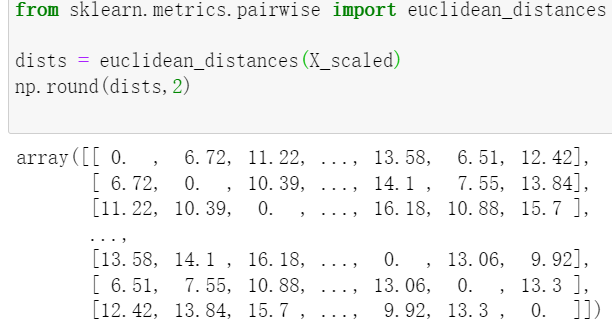 from sklearn.metrics.pairwise import euclidean_distances
dists = euclidean_distances(X_scaled)
np.round(dists,2)
array([[ 0.  ,  6.72, 11.22, ..., 13.58,  6.51, 12.42],
       [ 6.72,  0.  , 10.39, ..., 14.1 ,  7.55, 13.84],
       [11.22, 10.39,  0.  , ..., 16.18, 10.88, 15.7 ],
       ...,
       [13.58, 14.1 , 16.18, ...,  0.  , 13.06,  9.92],
       [ 6.51,  7.55, 10.88, ..., 13.06,  0.  , 13.3 ],
       [12.42, 13.84, 15.7 , ...,  9.92, 13.3 ,  0.  ]])